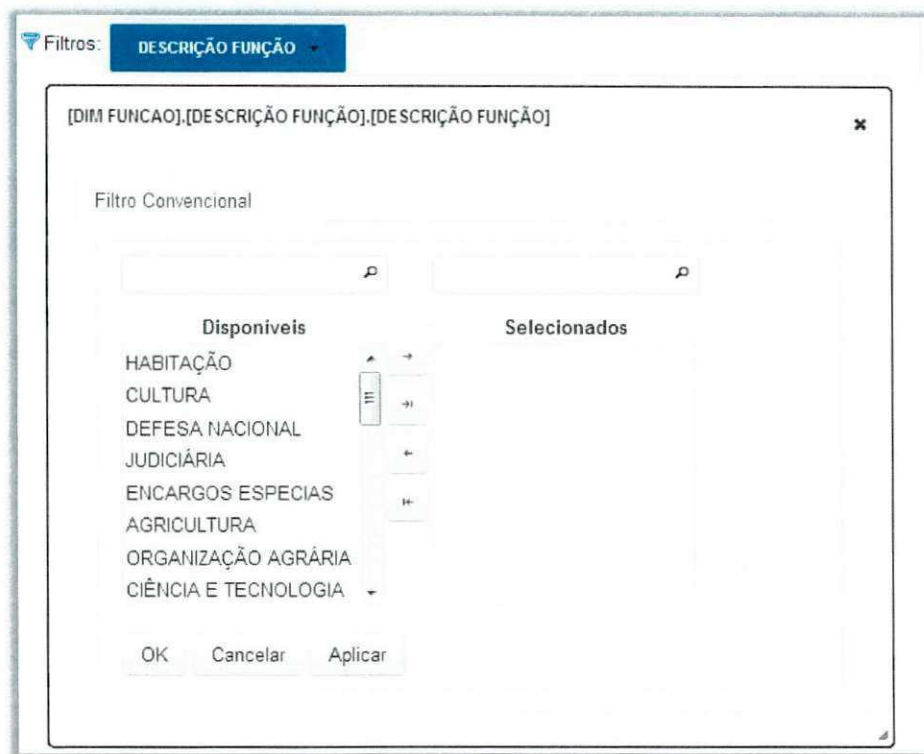 Filtros: DESCRIÇÃO FUNÇÃO
[DIM FUNCAO].[DESCRIÇÃO FUNÇÃO].[DESCRIÇÃO FUNÇÃO]
Filtro Convencional
Disponíveis Selecionados
HABITAÇÃO
CULTURA
DEFESA NACIONAL
JUDICIÁRIA
ENCARGOS ESPECIAS
AGRICULTURA
ORGANIZAÇÃO AGRÁRIA
CIÊNCIA E TECNOLOGIA
OK Cancelar Aplicar